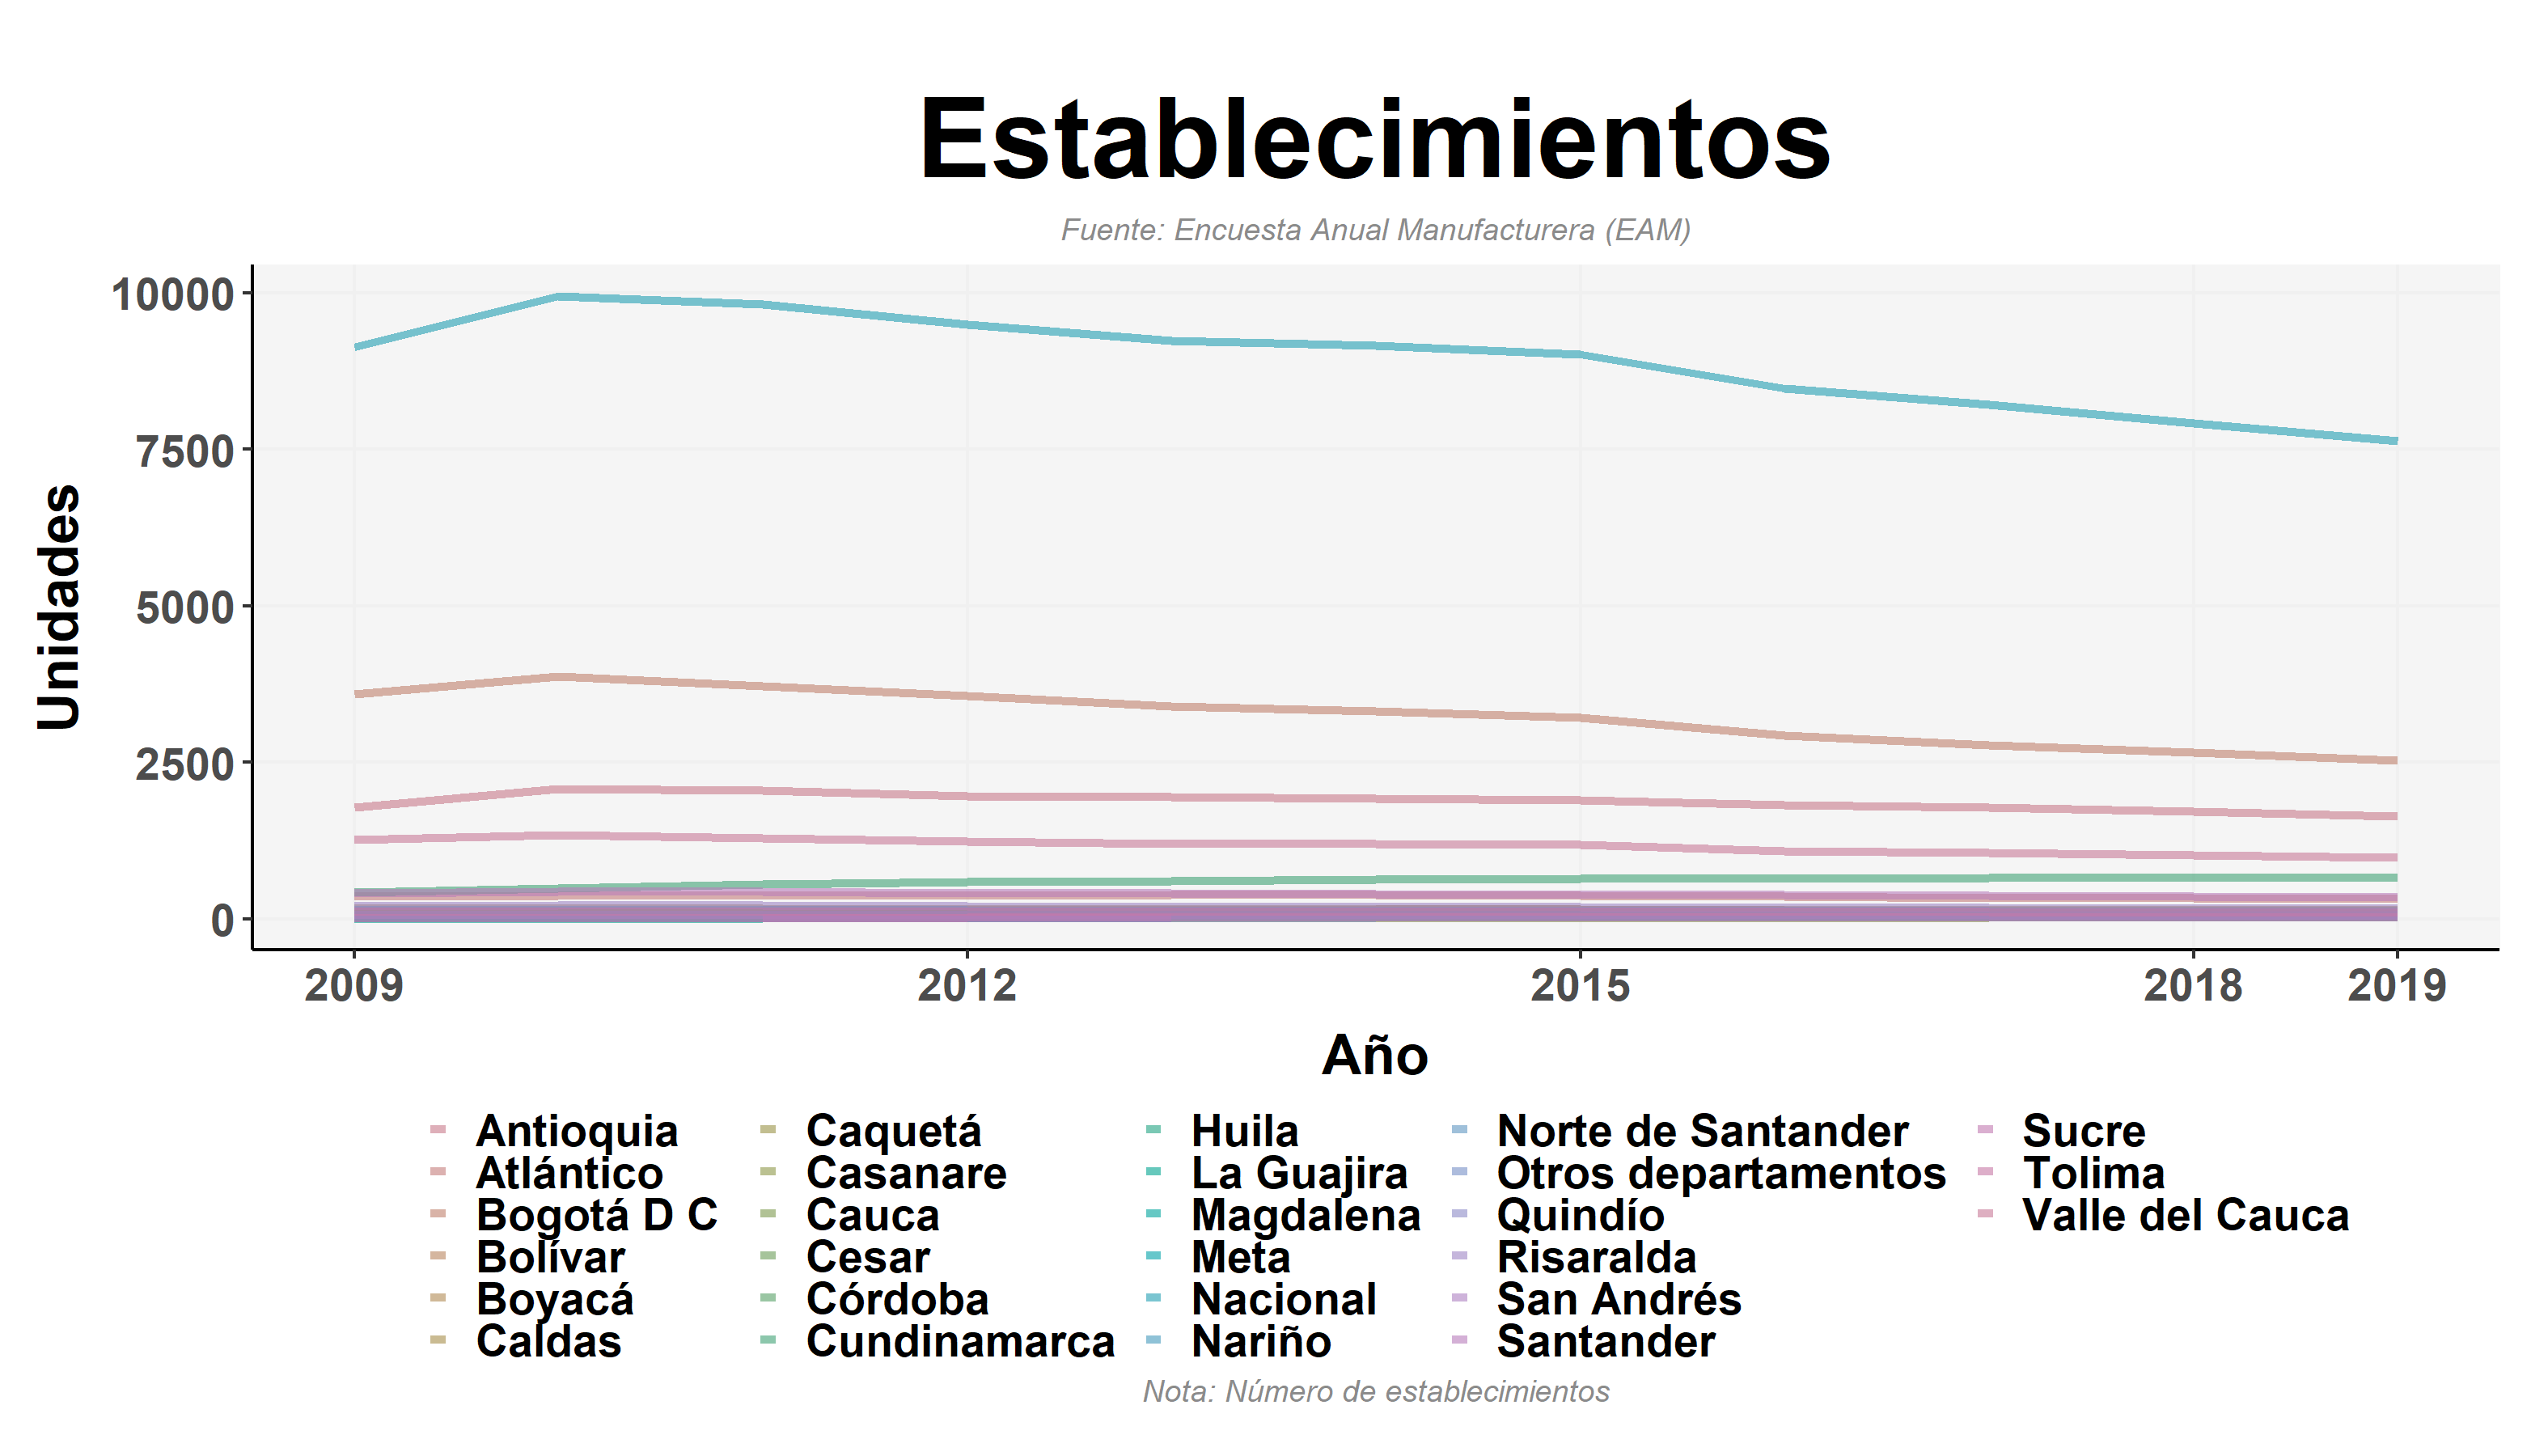 Establecimientos
Fuente: Encuesta Anual Manufacturera (EAM)
Unidades
10000
7500
5000
2500
0
2009 2012 2015 2018 2019
Año
Antioquia Caquetá Huila Norte de Santander Sucre
Atlántico Casanare La Guajira Otros departamentos Tolima
Bogotá D C Cauca Magdalena Quindío Valle del Cauca
Bolívar Cesar Meta Risaralda
Boyacá Córdoba Nacional San Andrés
Caldas Cundinamarca Nariño Santander
Nota: Número de establecimientos